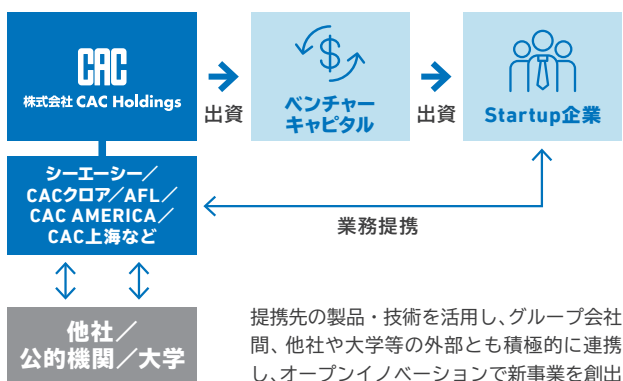 CAC
株式会社 CAC Holdings
出資
ベンチャー
キャピタル
出資
Startup企業
シーエーシー／
CACクロア／AFL／
CAC AMERICA／
CAC上海など
業務提携
他社／
公的機関／大学
提携先の製品・技術を活用し、グループ会社
間、他社や大学等の外部とも積極的に連携
し、オープンイノベーションで新事業を創出